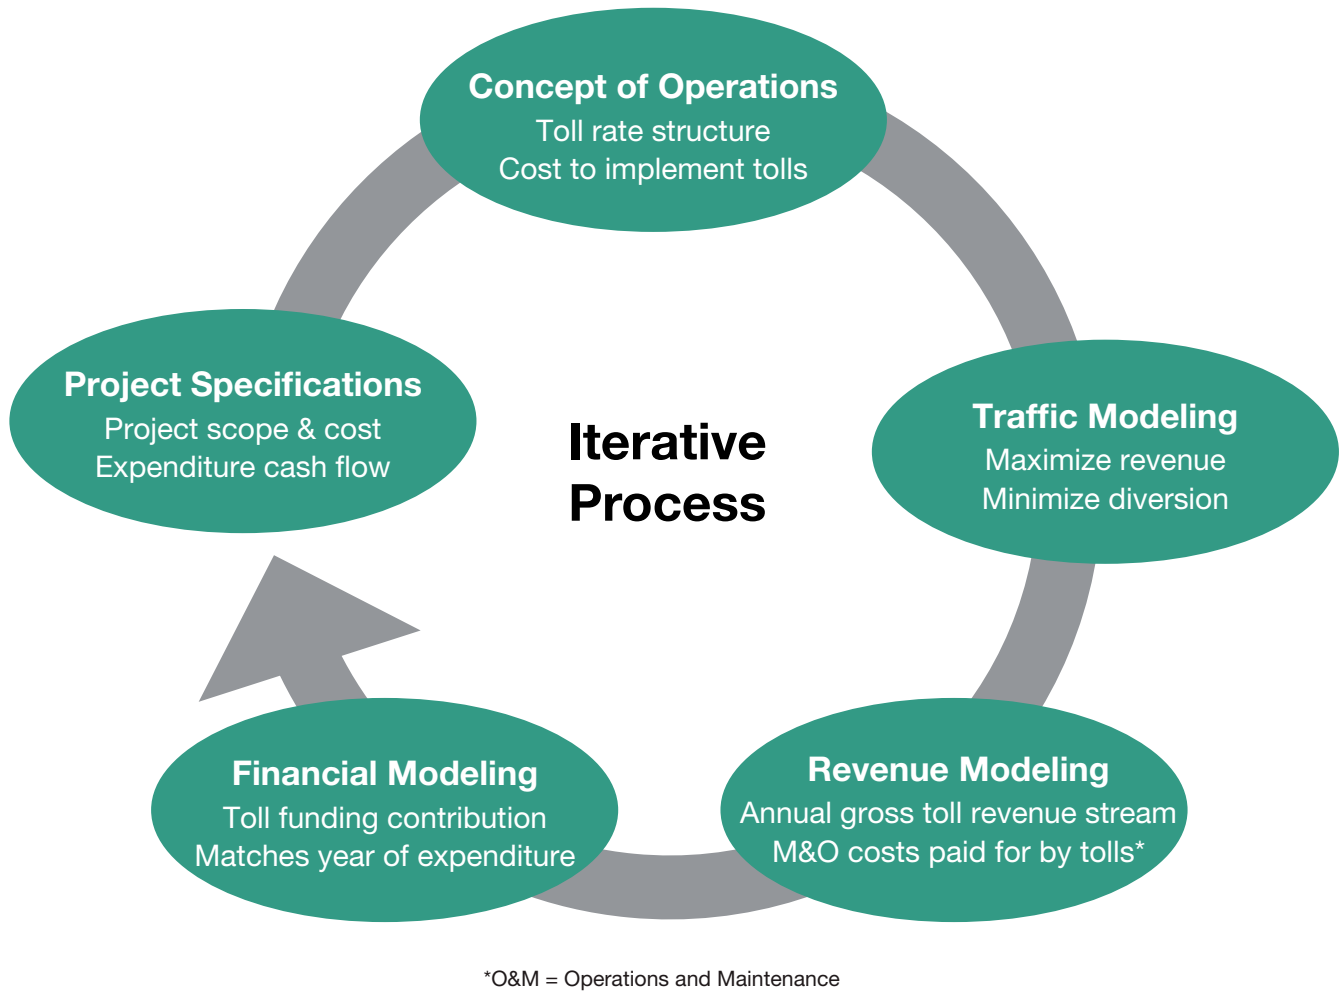 Concept of Operations
Toll rate structure
Cost to implement tolls
Project Specifications
Project scope & cost
Expenditure cash flow
Iterative
Process
Traffic Modeling
Maximize revenue
Minimize diversion
Financial Modeling
Toll funding contribution
Matches year of expenditure
Revenue Modeling
Annual gross toll revenue stream
M&O costs paid for by tolls*
*O&M = Operations and Maintenance